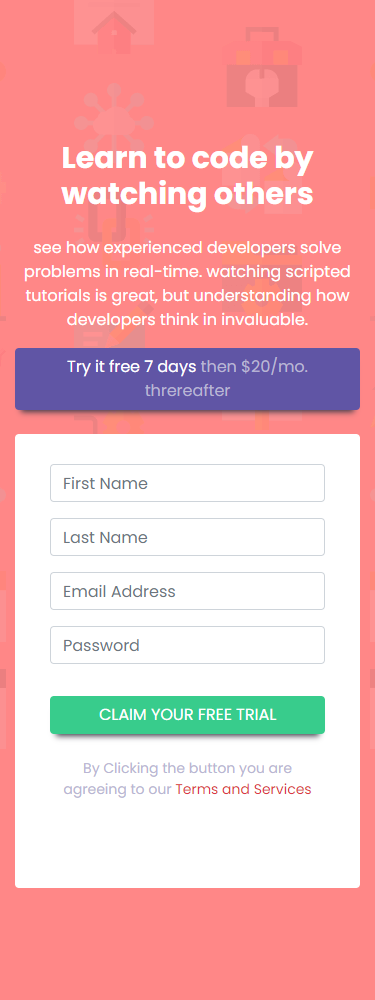 Learn to code by
watching others
see how experienced developers solve
problems in real-time. watching scripted
tutorials is great, but understanding how
developers think in invaluable.
Try it free 7 days then $20/mo.
threreafter
First Name
Last Name
Email Address
Password
CLAIM YOUR FREE TRIAL
By Clicking the button you are
agreeing to our Terms and Services